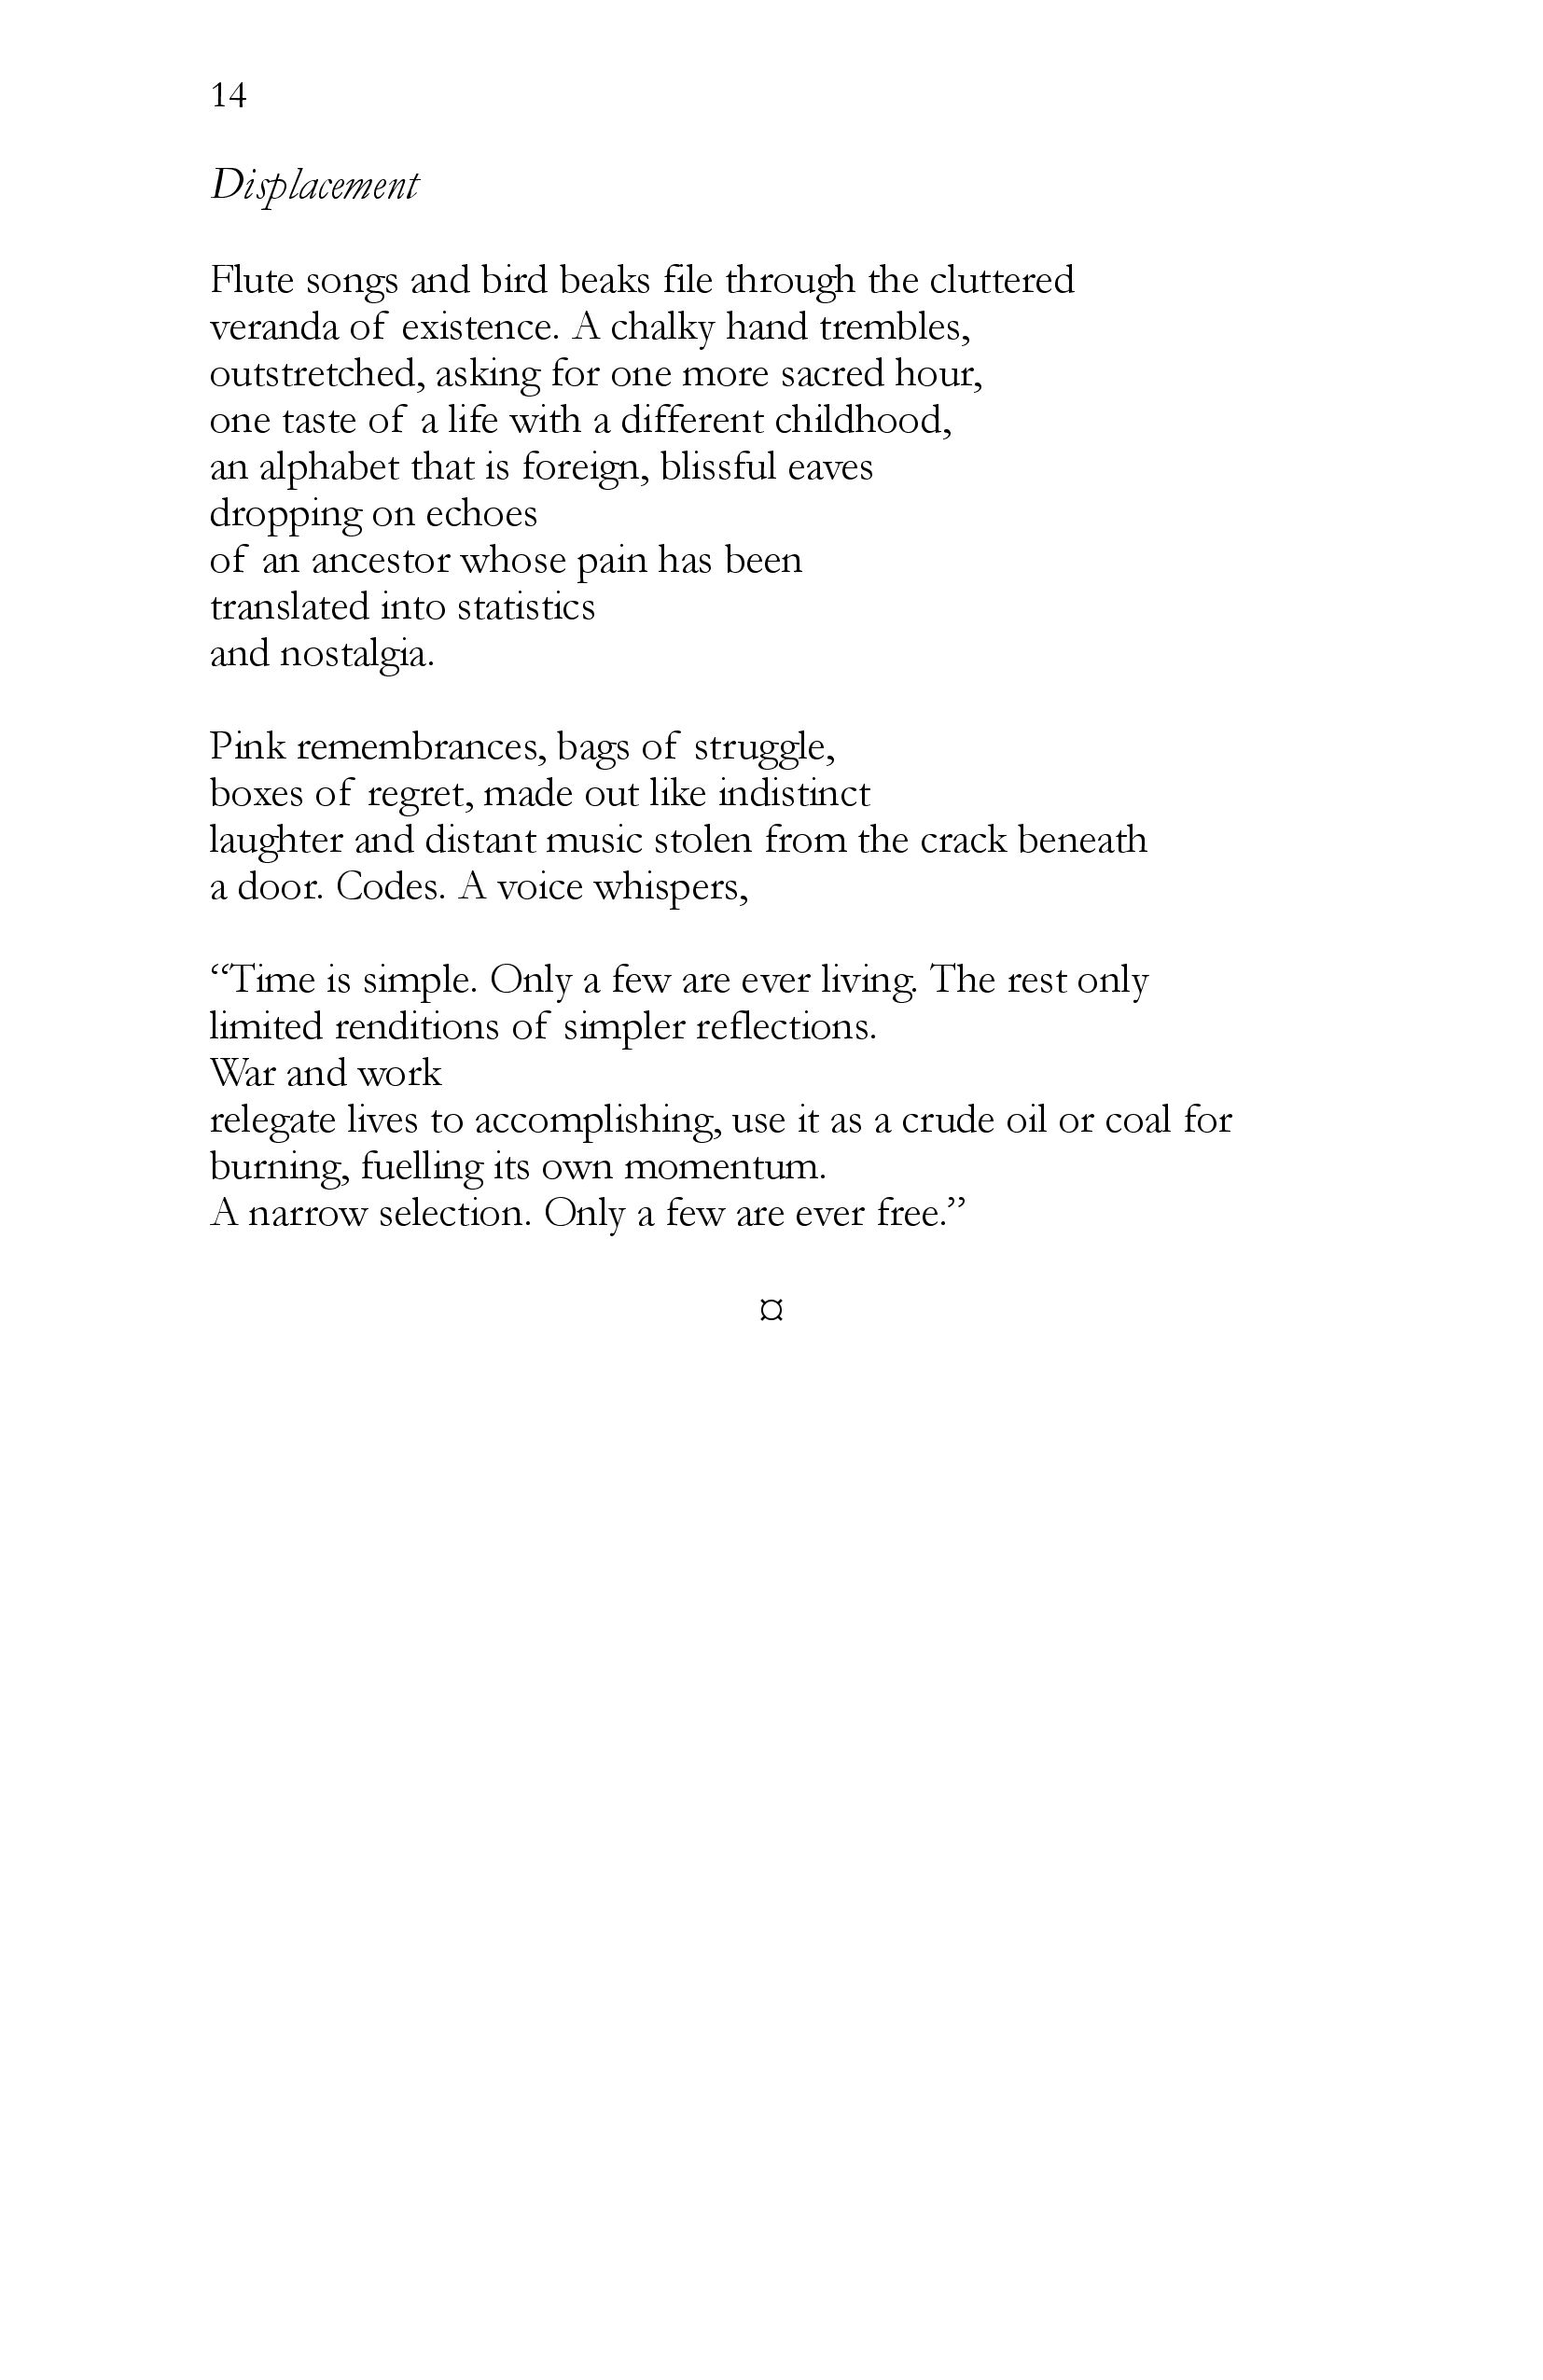 14
Displacement
Flute songs and bird beaks file through the cluttered
veranda of existence. A chalky hand trembles,
outstretched, asking for one more sacred hour,
one taste of a life with a different childhood,
an alphabet that is foreign, blissful eaves
dropping on echoes
of an ancestor whose pain has been
translated into statistics
and nostalgia.
Pink remembrances, bags of struggle,
boxes of regret, made out like indistinct
laughter and distant music stolen from the crack beneath
a door. Codes. A voice whispers,
“Time is simple. Only a few are ever living. The rest only
limited renditions of simpler reflections.
War and work
relegate lives to accomplishing, use it as a crude oil or coal for
burning, fuelling its own momentum.
A narrow selection. Only a few are ever free.”
¤